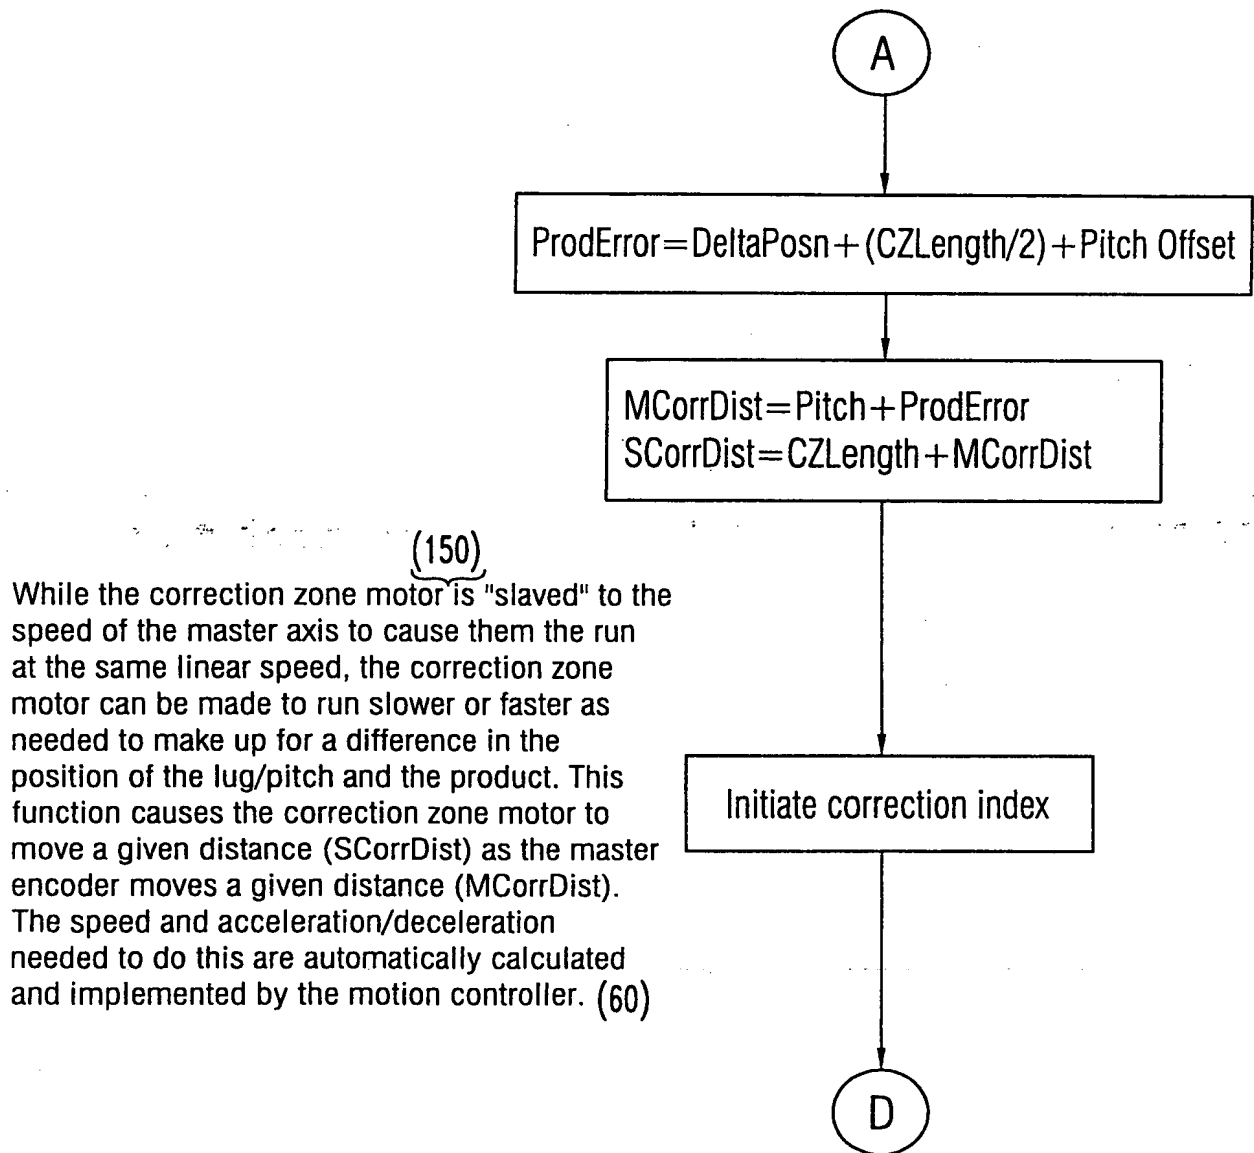 A
ProdError=DeltaPosn+(CZLength/2)+Pitch Offset
MCorrDist=Pitch+ProdError
SCorrDist=CZLength+MCorrDist
(150)
While the correction zone motor is "slaved" to the
speed of the master axis to cause them the run
at the same linear speed, the correction zone
motor can be made to run slower or faster as
needed to make up for a difference in the
position of the lug/pitch and the product. This
function causes the correction zone motor to
move a given distance (SCorrDist) as the master
encoder moves a given distance (MCorrDist).
The speed and acceleration/deceleration
needed to do this are automatically calculated
and implemented by the motion controller. (60)
Initiate correction index
D